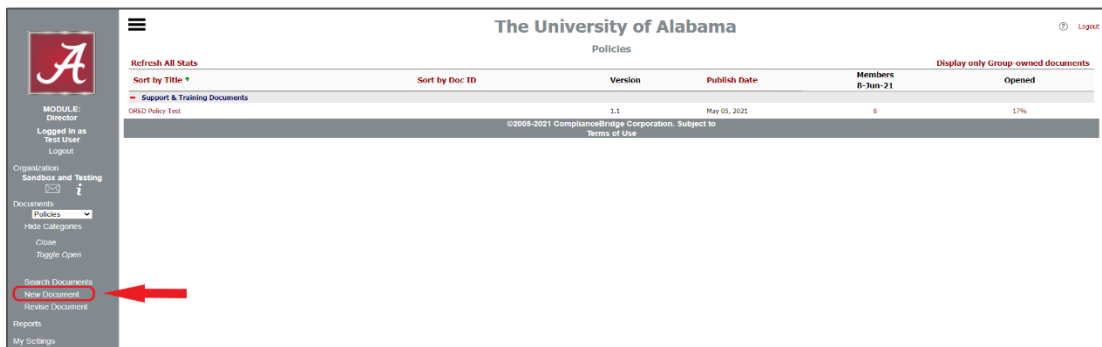 The University of Alabama
Logout
Policies
Refresh All Stats
Display only Group-owned documents
Sort by Title
Sort by Doc ID
Version
Publish Date
Members
8-Jun-21
Opened
Support & Training Documents
ORED Policy Test
1.1
May 05, 2021
6
17%
©2005-2021 ComplianceBridge Corporation. Subject to
Terms of Use
A
MODULE:
Director
Logged in as
Test User
Logout
Organization
Sandbox and Testing
i
Documents
Policies
Hide Categories
Close
Toggle Open
Search Documents
New Document
Revise Document
Reports
My Settings